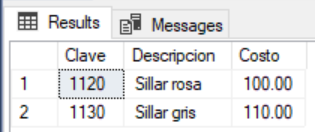 Results Messages
Clave Descripcion Costo
1 1120 Sillar rosa 100.00
2 1130 Sillar gris 110.00